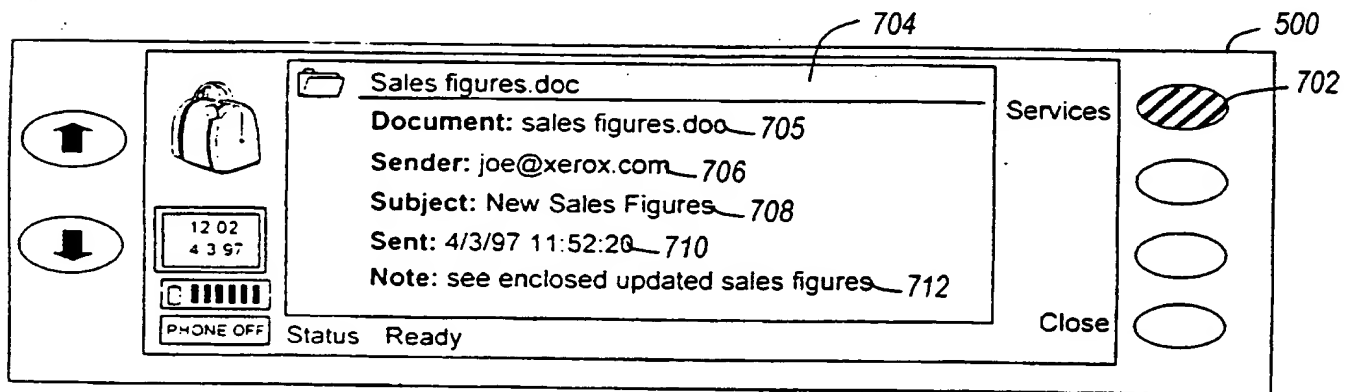 704
500
702
Sales figures.doc
Services
Document: sales figures.doc 705
Sender: joe@xerox.com 706
Subject: New Sales Figures 708
12 02
4 3 97
Sent: 4/3/97 11:52:20 710
Note: see enclosed updated sales figures 712
Close
PHONE OFF
Status Ready